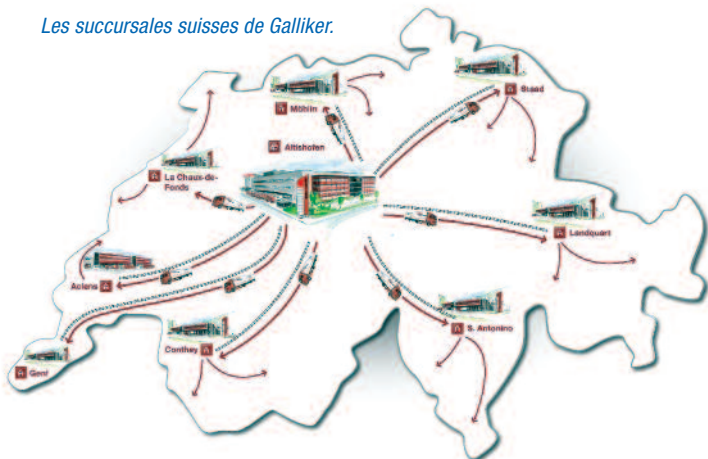 Les succursales suisses de Galliker.
Möhlin
Staad
Altishofen
La Chaux-de-
Fonds
Landquart
Aclens
S. Antonino
Conthey
Genf